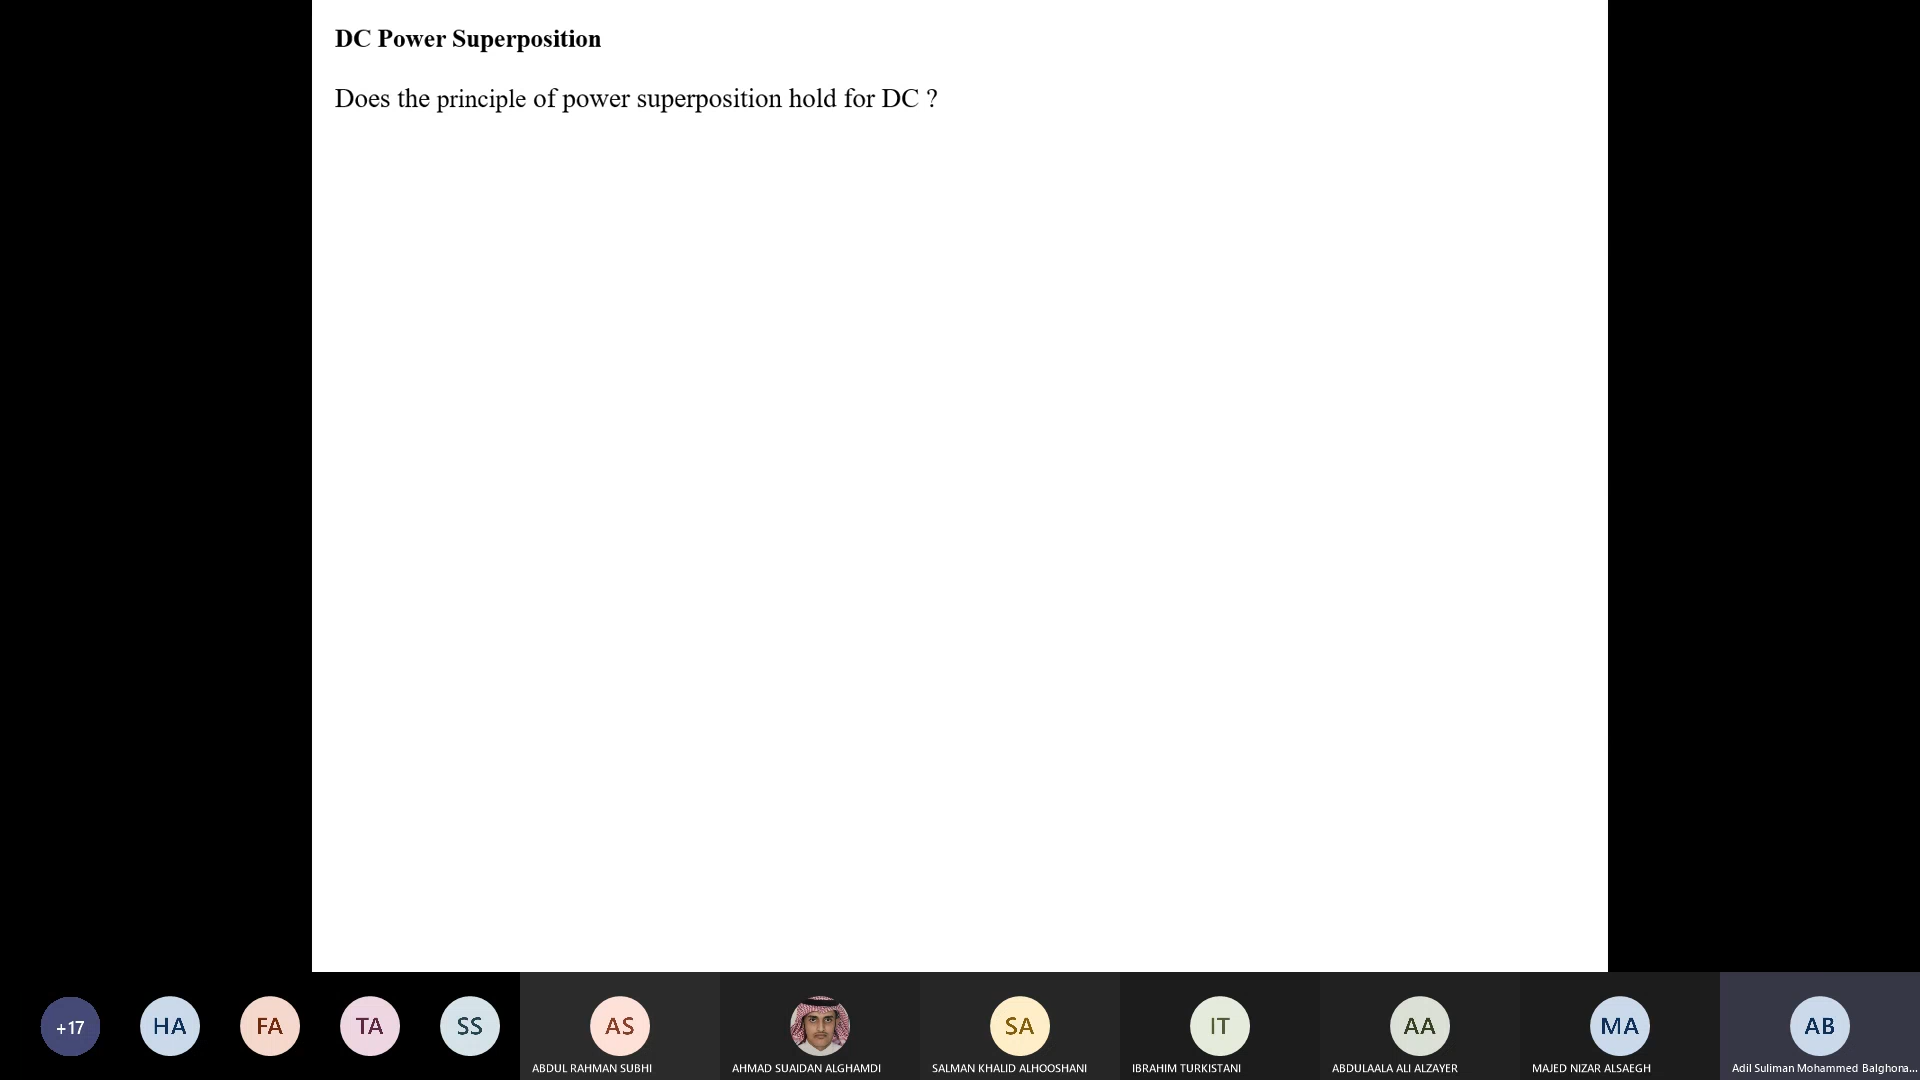 DC Power Superposition
Does the principle of power superposition hold for DC ?
+17
HA
FA
TA
SS
AS
SA
IT
AA
MA
AB
ABDUL RAHMAN SUBHI
AHMAD SUAIDAN ALGHAMDI
SALMAN KHALID ALHOOSHANI
IBRAHIM TURKISTANI
ABDULAALA ALI ALZAYER
MAJED NIZAR ALSAEGH
Adil Suliman Mohammed Balghona...